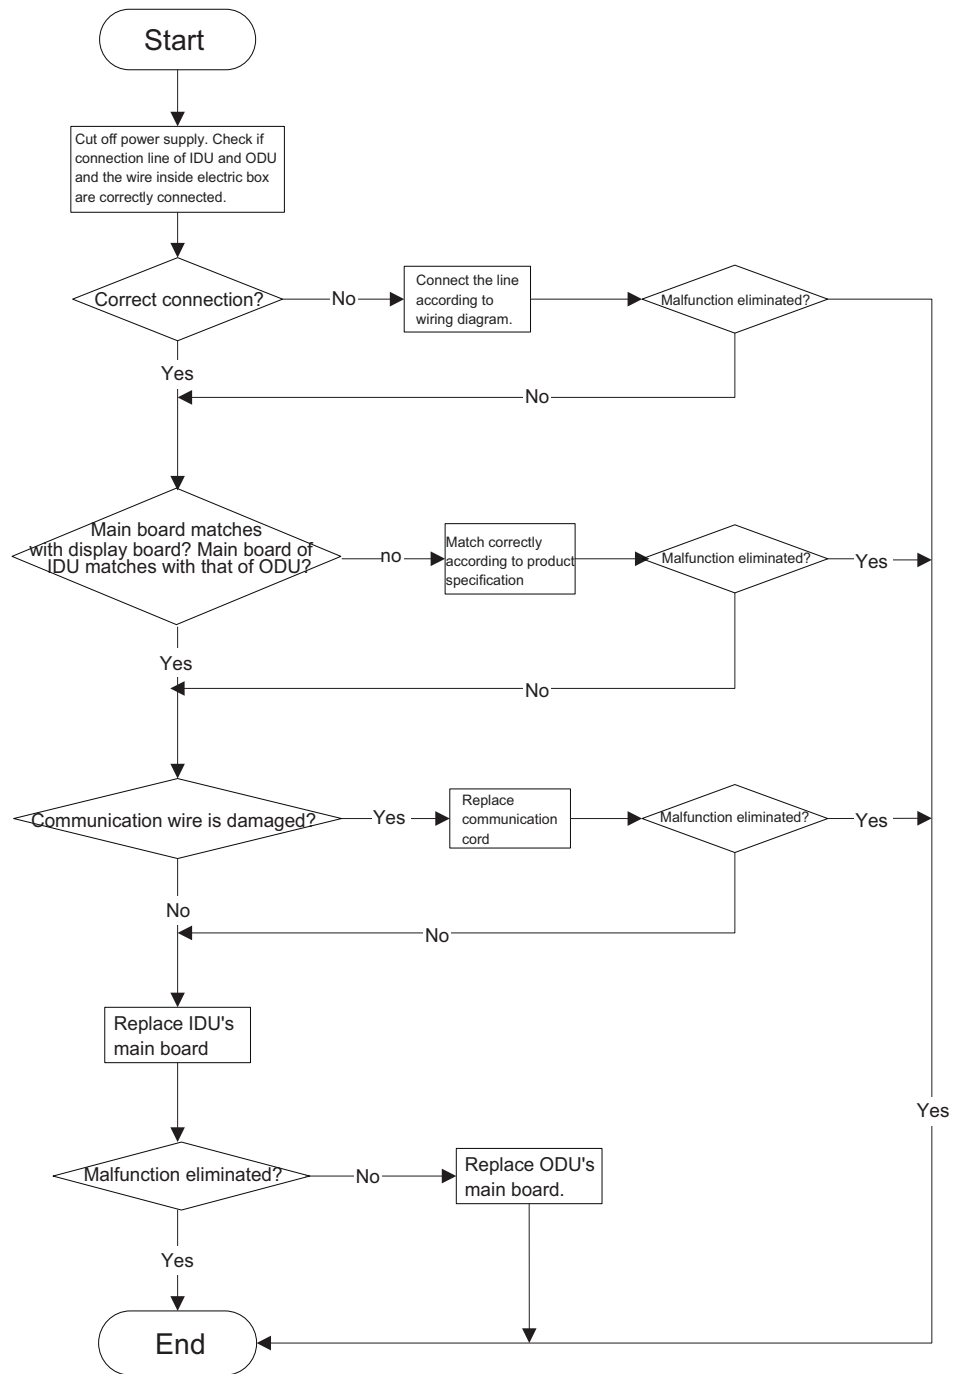 Start
Cut off power supply. Check if
connection line of IDU and ODU
and the wire inside electric box
are correctly connected.
Correct connection?
No
Connect the line
according to
wiring diagram.
Malfunction eliminated?
Yes
No
Main board matches
with display board? Main board of
IDU matches with that of ODU?
no
Match correctly
according to product
specification
Malfunction eliminated?
Yes
Yes
No
Communication wire is damaged?
Yes
Replace
communication
cord
Malfunction eliminated?
Yes
No
No
Replace IDU's
main board
Yes
Malfunction eliminated?
No
Replace ODU's
main board.
Yes
End